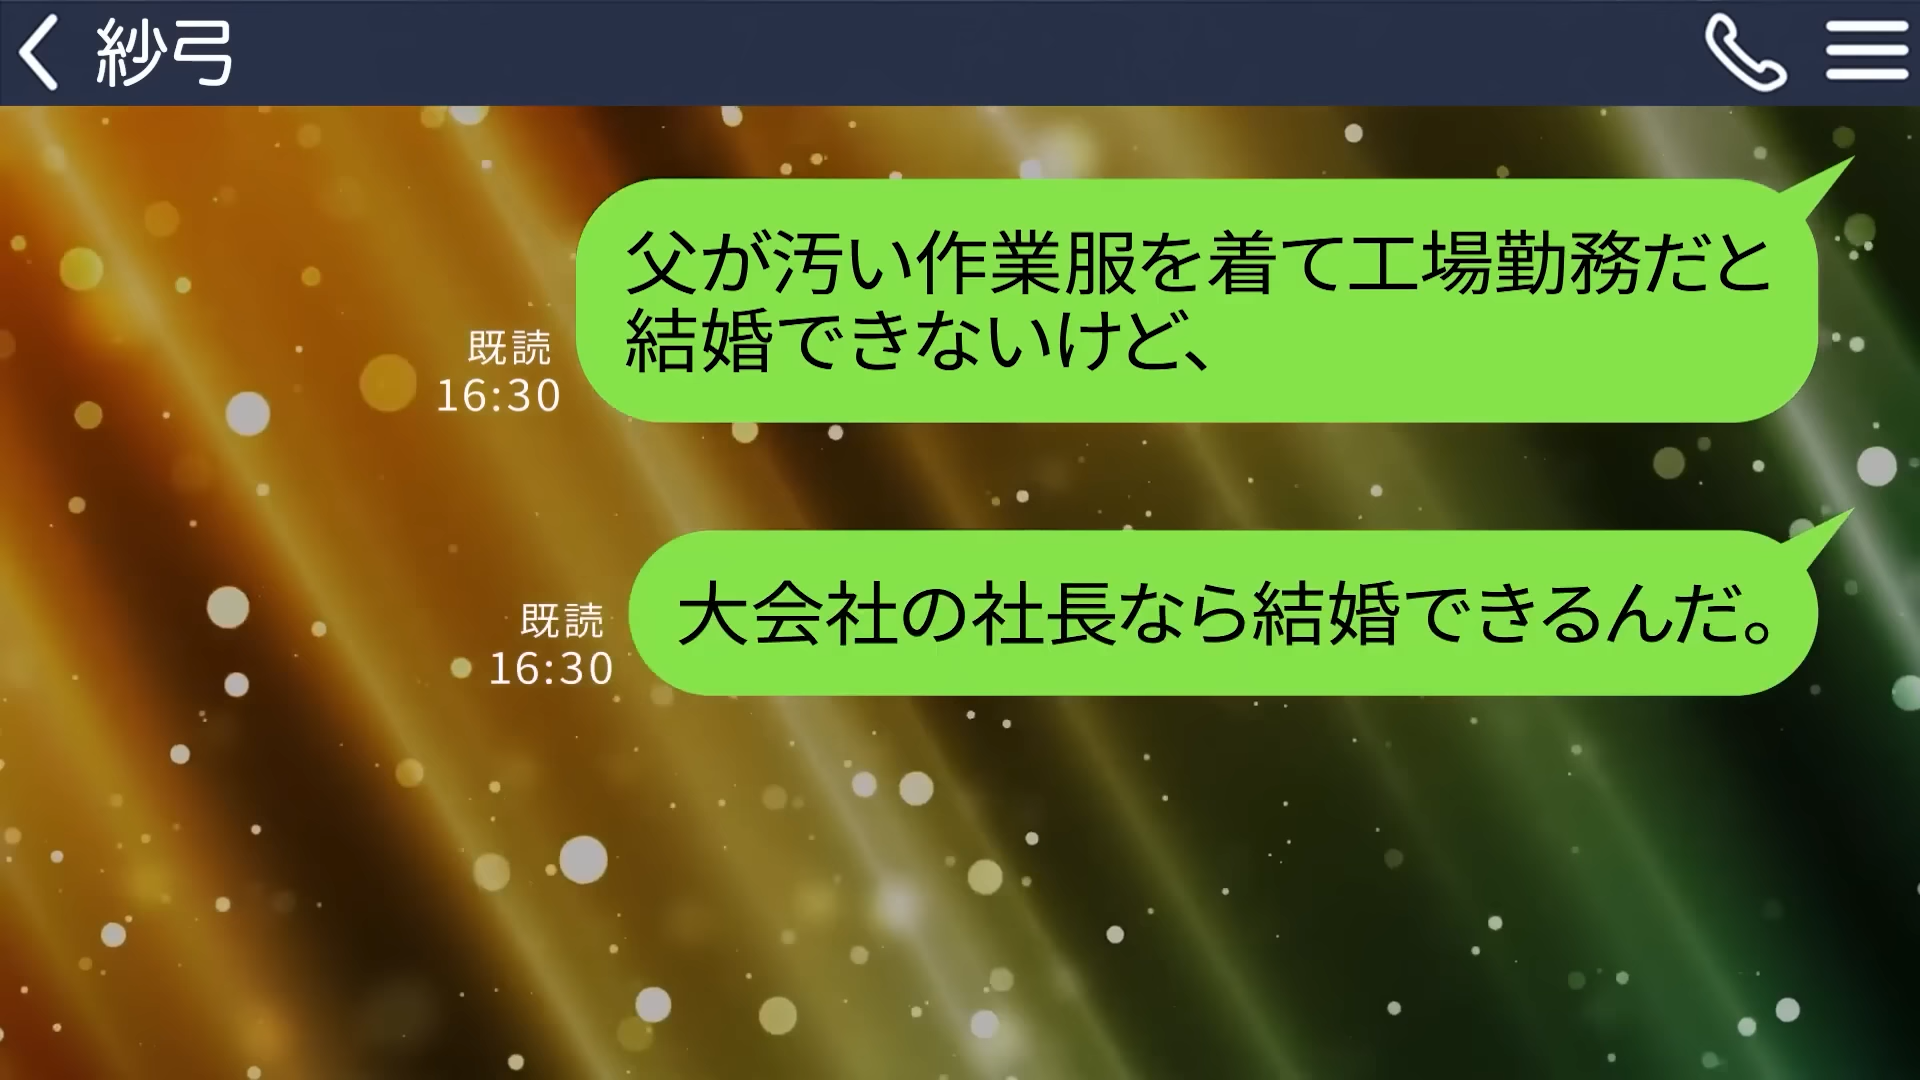 紗弓
父が汚い作業服を着て工場勤務だと
結婚できないけど、
既読
16:30
大会社の社長なら結婚できるんだ。
既読
16:30